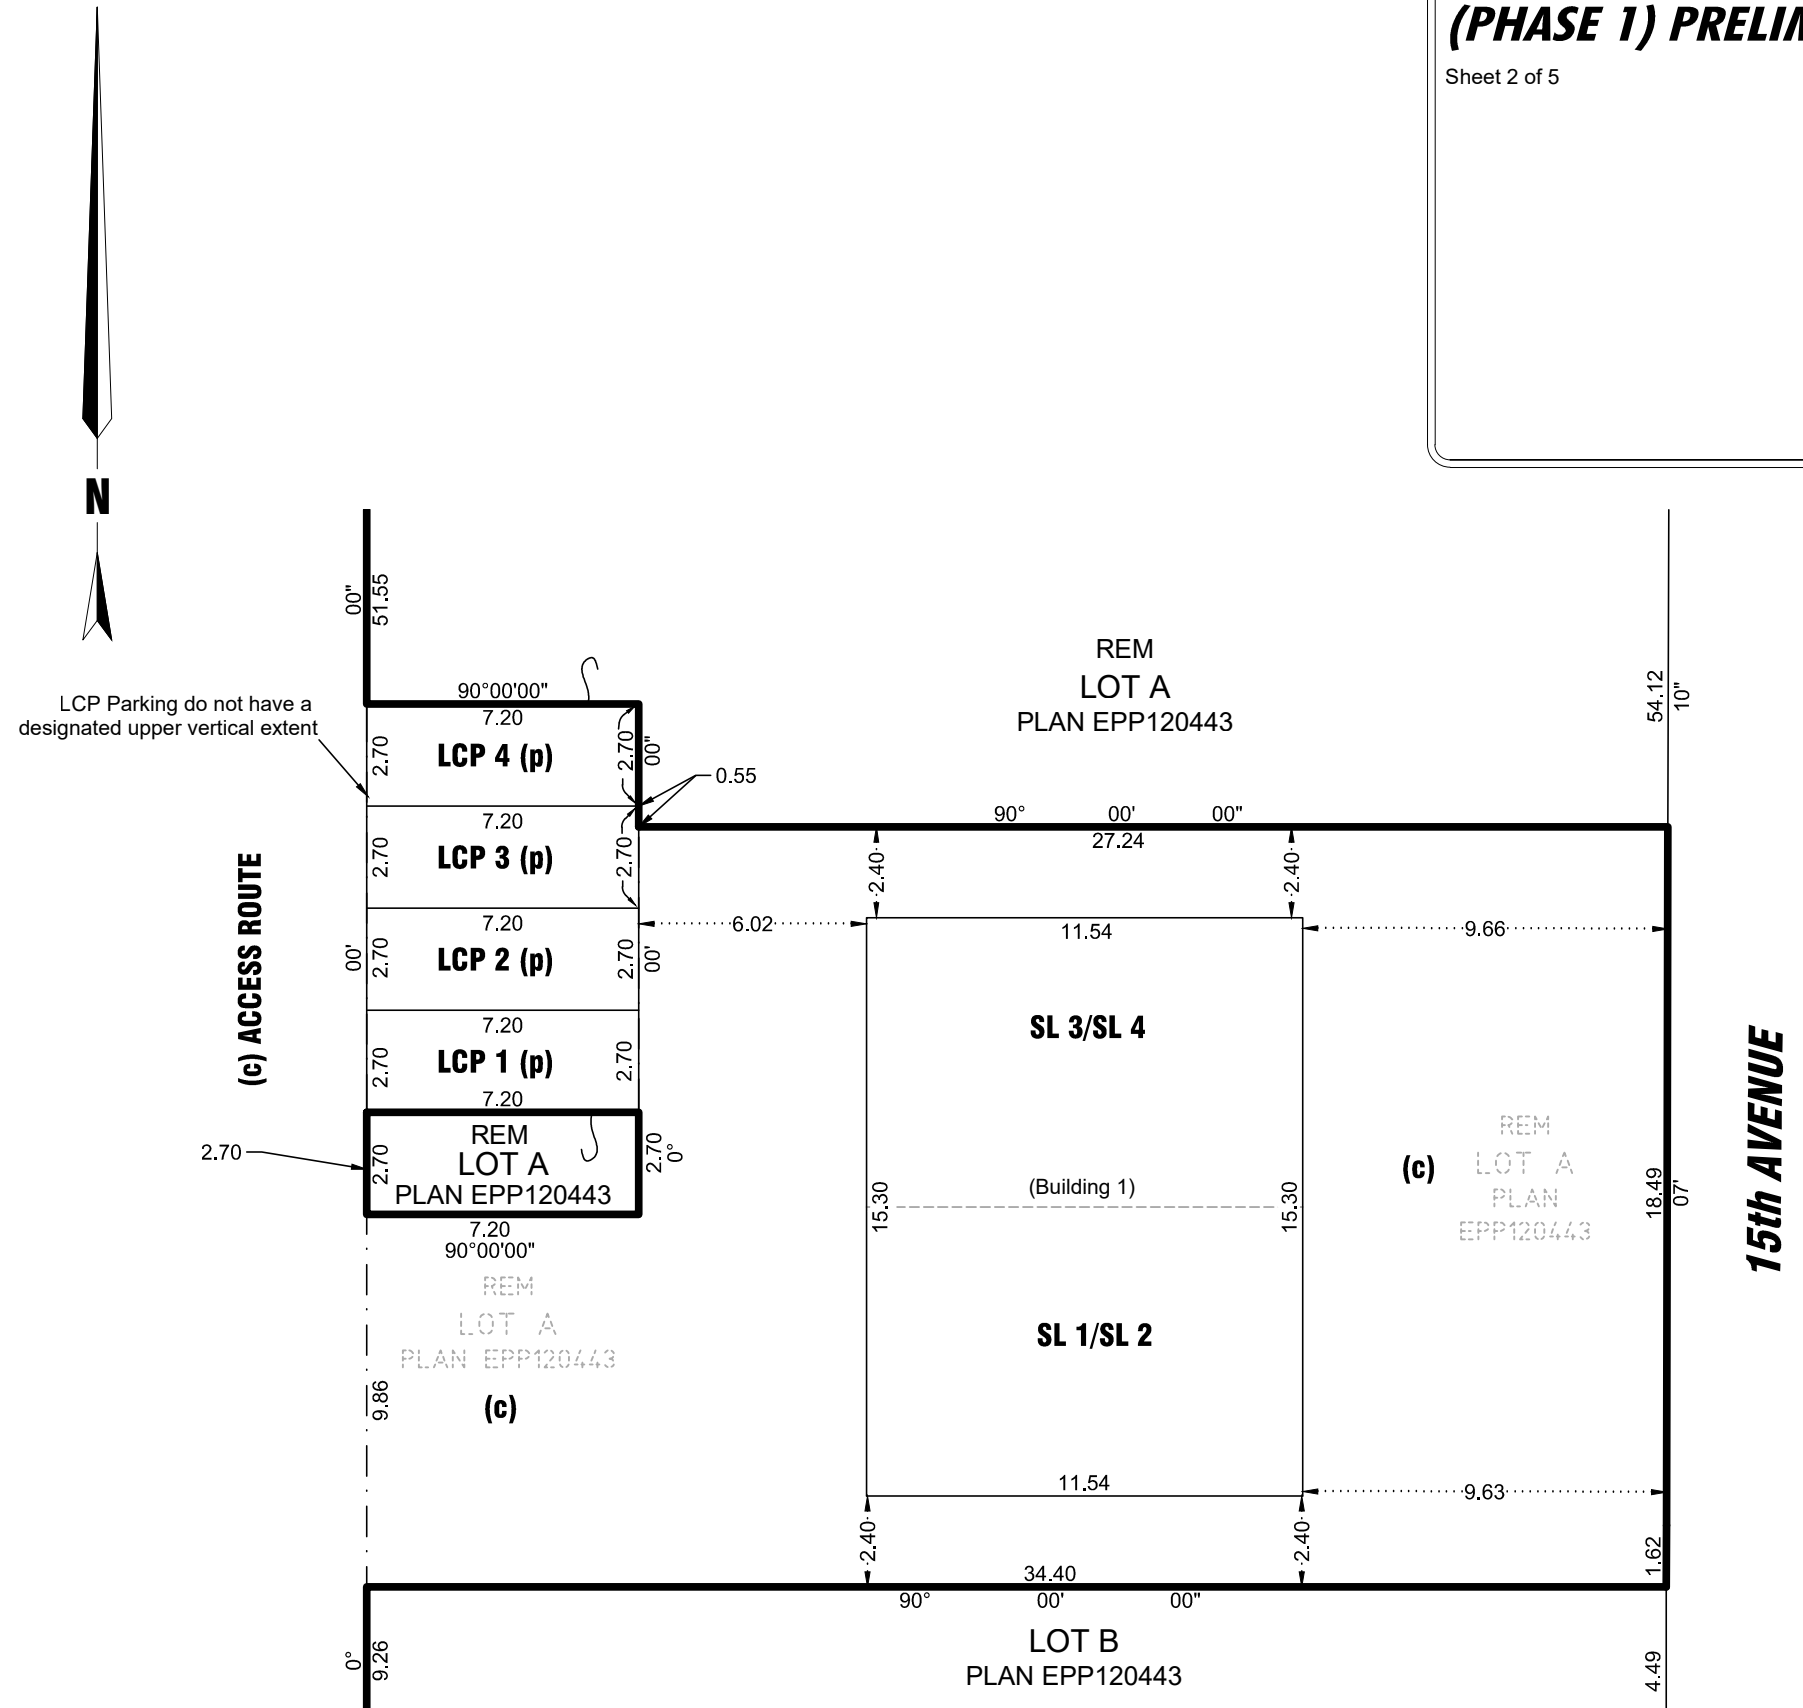 Sheet 2 of 5
N
00"
51.55
LCP Parking do not have a
designated upper vertical extent
90°00'00"
7.20
2.70
LCP 4 (p)
2.70
00"
0.55
7.20
2.70
LCP 3 (p)
2.70
7.20
00'
2.70
LCP 2 (p)
2.70
00'
7.20
2.70
LCP 1 (p)
2.70
7.20
(c) ACCESS ROUTE
2.70
2.70
REM
LOT A
PLAN EPP120443
2.70
0°
7.20
90°00'00"
REM
LOT A
PLAN EPP120443
(c)
9.86
REM
LOT A
PLAN EPP120443
54.12
10"
90° 00' 00"
27.24
2.40
2.40
6.02
11.54
9.66
SL 3/SL 4
(Building 1)
15.30
15.30
SL 1/SL 2
11.54
9.63
(c)
REM
LOT A
PLAN
EPP120443
18.49
07'
15th AVENUE
2.40
2.40
1.62
34.40
90° 00' 00"
LOT B
PLAN EPP120443
0°
9.26
4.49
(PHASE 1)